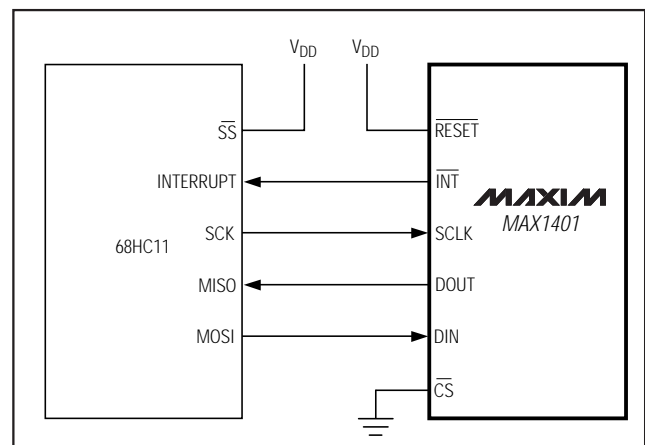 VDD VDD
SS RESET
INTERRUPT INT
MAXIM
MAX1401
SCK SCLK
68HC11
MISO DOUT
MOSI DIN
CS